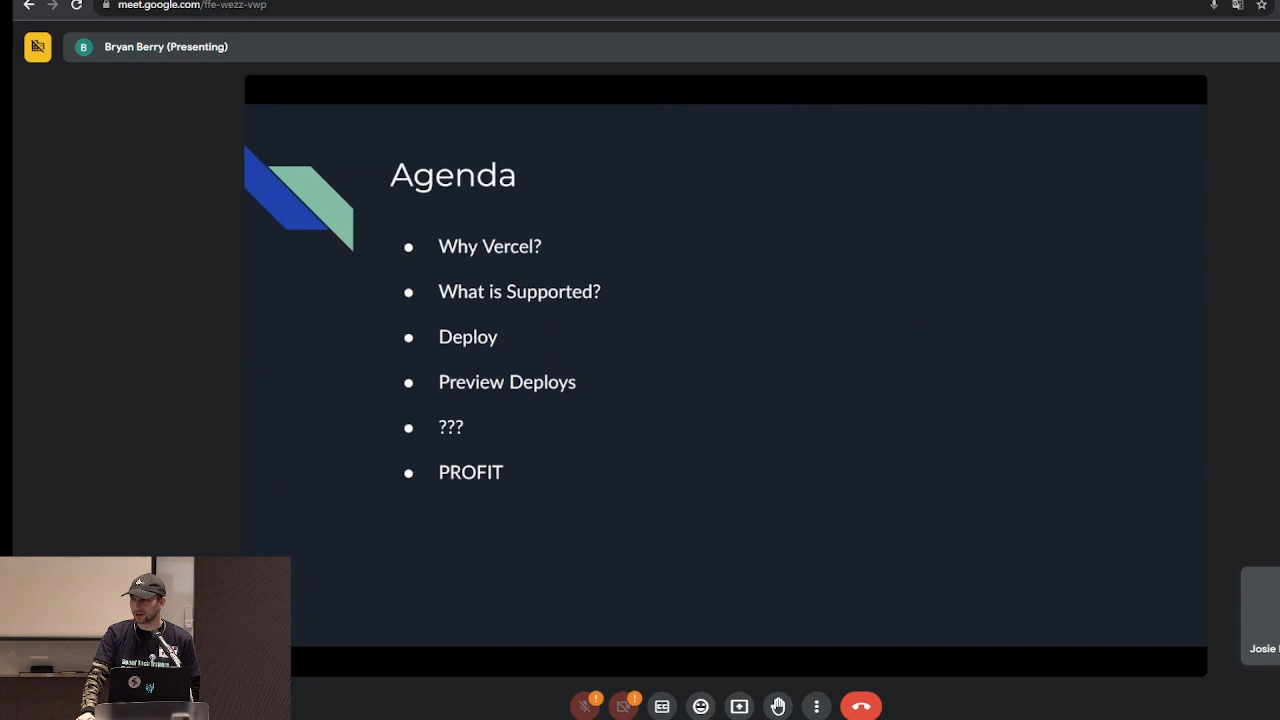 meet.google.com/ffe-wezz-vwp
B
Bryan Berry (Presenting)
Agenda
● Why Vercel?
● What is Supported?
● Deploy
● Preview Deploys
● ???
● PROFIT
Josie